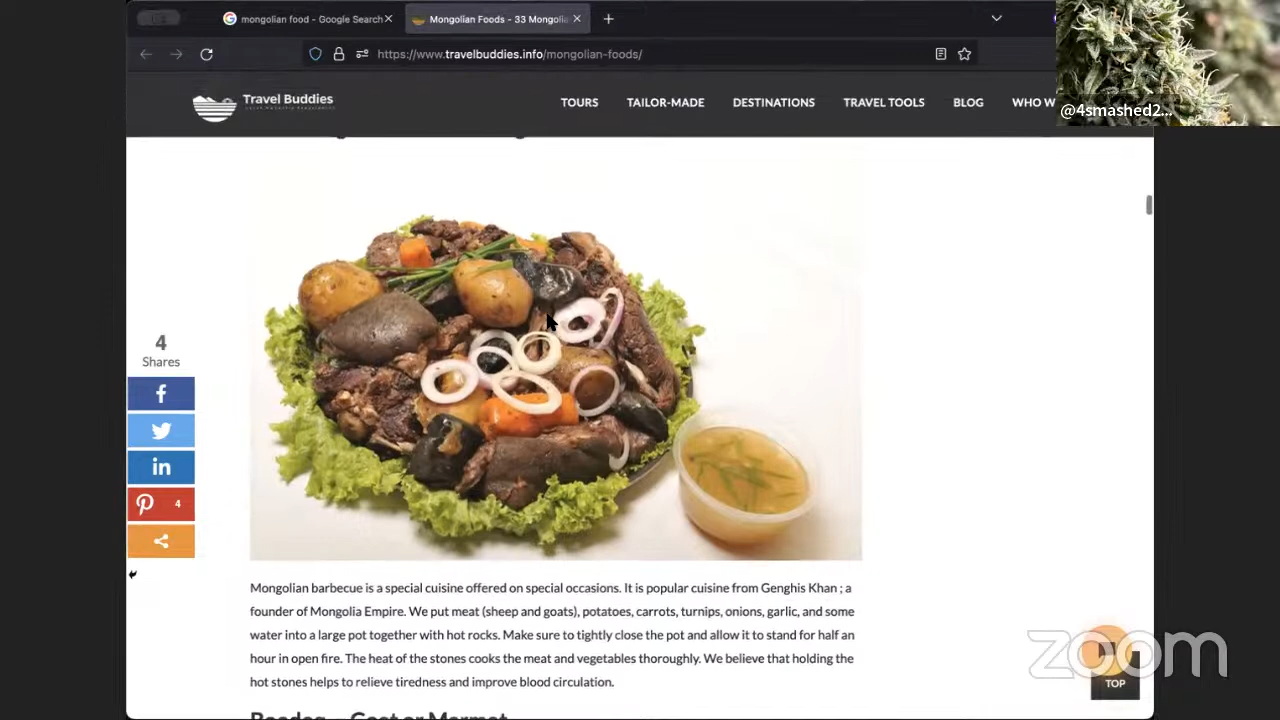 mongolian food - Google Search
Mongolian Foods - 33 Mongolia
https://www.travelbuddies.info/mongolian-foods/
@4smashed2...
Travel Buddies
TOURS
TAILOR-MADE
DESTINATIONS
TRAVEL TOOLS
BLOG
WHO W
4
Shares
4
Mongolian barbecue is a special cuisine offered on special occasions. It is popular cuisine from Genghis Khan ; a
founder of Mongolia Empire. We put meat (sheep and goats), potatoes, carrots, turnips, onions, garlic, and some
water into a large pot together with hot rocks. Make sure to tightly close the pot and allow it to stand for half an
hour in open fire. The heat of the stones cooks the meat and vegetables thoroughly. We believe that holding the
hot stones helps to relieve tiredness and improve blood circulation.
zoom
TOP